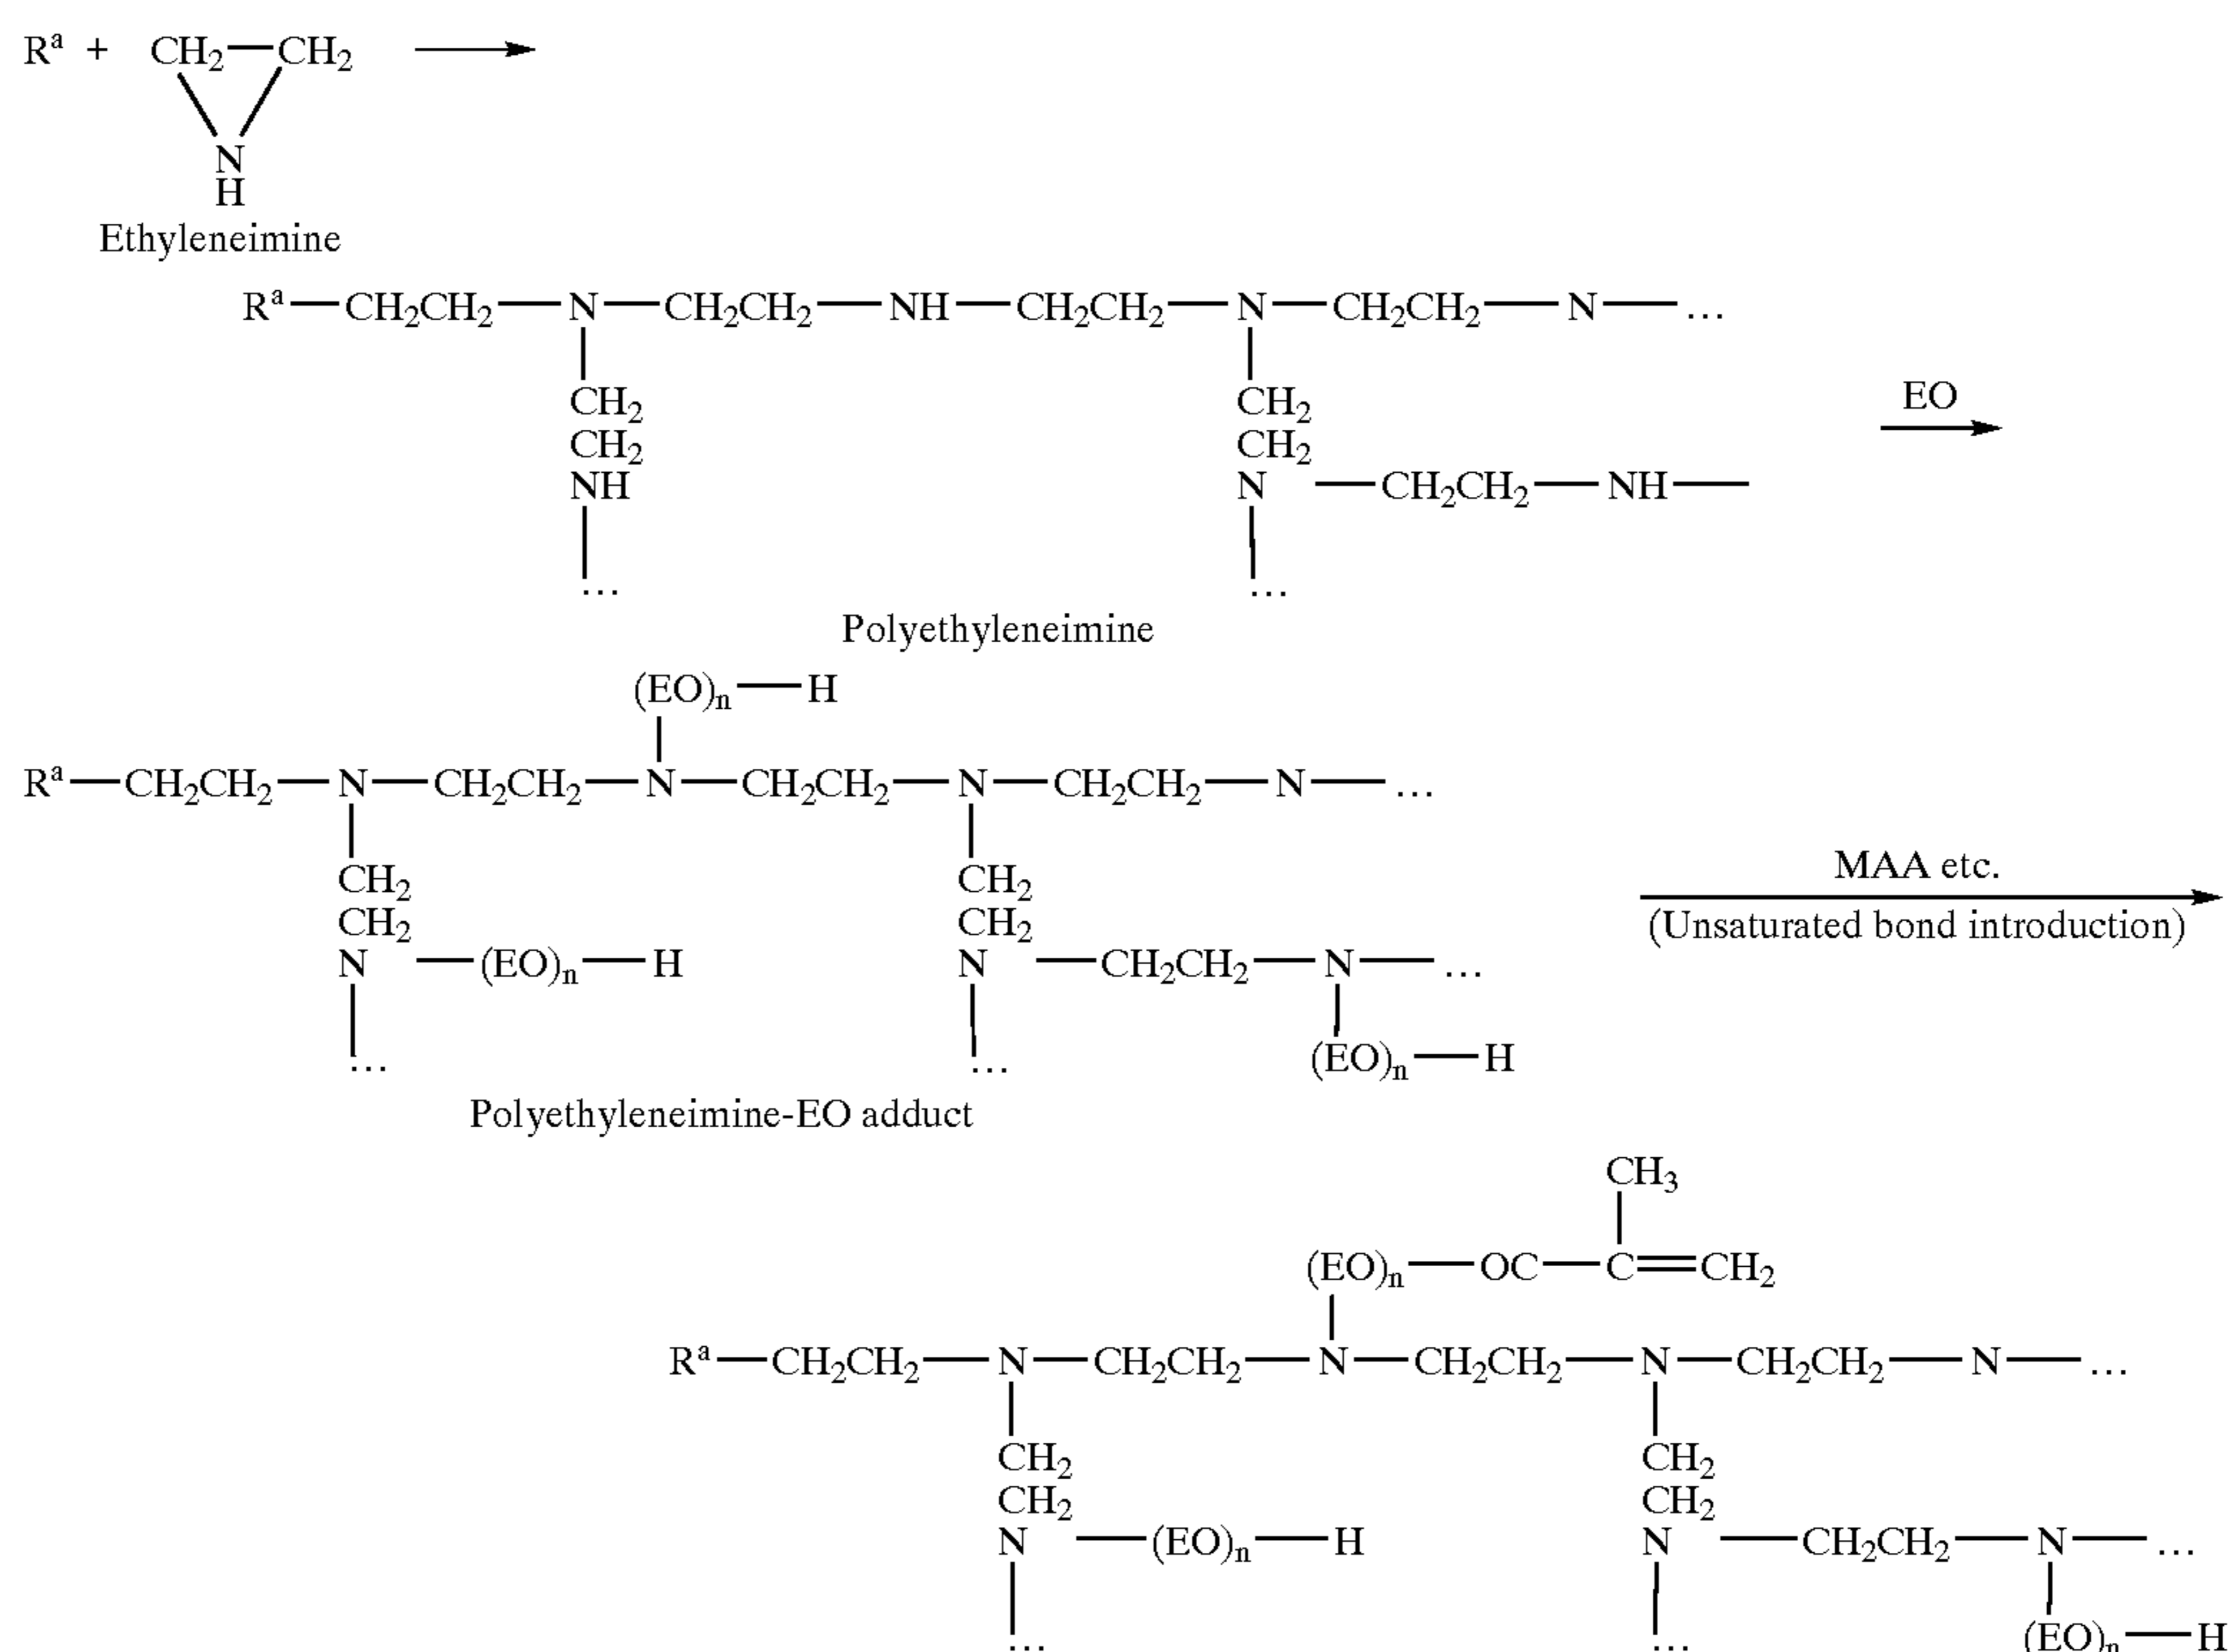 Rª + CH₂—CH₂
N
H
Ethyleneimine
Rª—CH₂CH₂—N—CH₂CH₂—NH—CH₂CH₂—N—CH₂CH₂—N—...
CH₂ CH₂
CH₂ CH₂
NH N—CH₂CH₂—NH—
... ...
EO
Polyethyleneimine
(EO)ₙ—H
Rª—CH₂CH₂—N—CH₂CH₂—N—CH₂CH₂—N—CH₂CH₂—N—...
CH₂ CH₂
CH₂ CH₂
N—(EO)ₙ—H N—CH₂CH₂—N—...
... ... (EO)ₙ—H
MAA etc.
(Unsaturated bond introduction)
Polyethyleneimine-EO adduct
CH₃
(EO)ₙ—OC—C=CH₂
Rª—CH₂CH₂—N—CH₂CH₂—N—CH₂CH₂—N—CH₂CH₂—N—...
CH₂ CH₂
CH₂ CH₂
N—(EO)ₙ—H N—CH₂CH₂—N—...
... ... (EO)ₙ—H